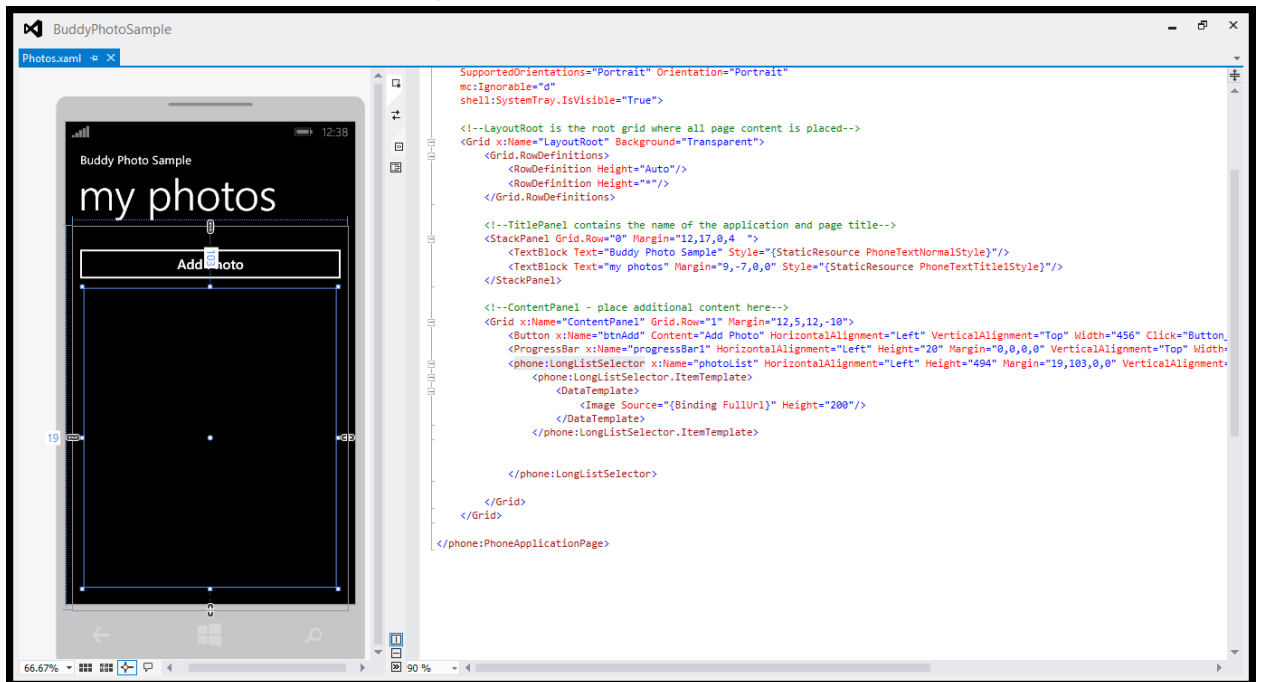 BuddyPhotoSample
Photos.xaml
12:38
Buddy Photo Sample
my photos
Add Photo
103
19
66.67%
SupportedOrientations="Portrait" Orientation="Portrait"
mc:Ignorable="d"
shell:SystemTray.IsVisible="True">
<!--LayoutRoot is the root grid where all page content is placed-->
<Grid x:Name="LayoutRoot" Background="Transparent">
<Grid.RowDefinitions>
<RowDefinition Height="Auto"/>
<RowDefinition Height="*"/>
</Grid.RowDefinitions>
<!--TitlePanel contains the name of the application and page title-->
<StackPanel Grid.Row="0" Margin="12,17,0,4  ">
<TextBlock Text="Buddy Photo Sample" Style="{StaticResource PhoneTextNormalStyle}"/>
<TextBlock Text="my photos" Margin="9,-7,0,0" Style="{StaticResource PhoneTextTitle1Style}"/>
</StackPanel>
<!--ContentPanel - place additional content here-->
<Grid x:Name="ContentPanel" Grid.Row="1" Margin="12,5,12,-10">
<Button x:Name="btnAdd" Content="Add Photo" HorizontalAlignment="Left" VerticalAlignment="Top" Width="456" Click="Button_
<ProgressBar x:Name="progressBar1" HorizontalAlignment="Left" Height="20" Margin="0,0,0,0" VerticalAlignment="Top" Width=
<phone:LongListSelector x:Name="photoList" HorizontalAlignment="Left" Height="494" Margin="19,103,0,0" VerticalAlignment=
<phone:LongListSelector.ItemTemplate>
<DataTemplate>
<Image Source="{Binding FullUrl}" Height="200"/>
</DataTemplate>
</phone:LongListSelector.ItemTemplate>
</phone:LongListSelector>
</Grid>
</Grid>
</phone:PhoneApplicationPage>
90 %